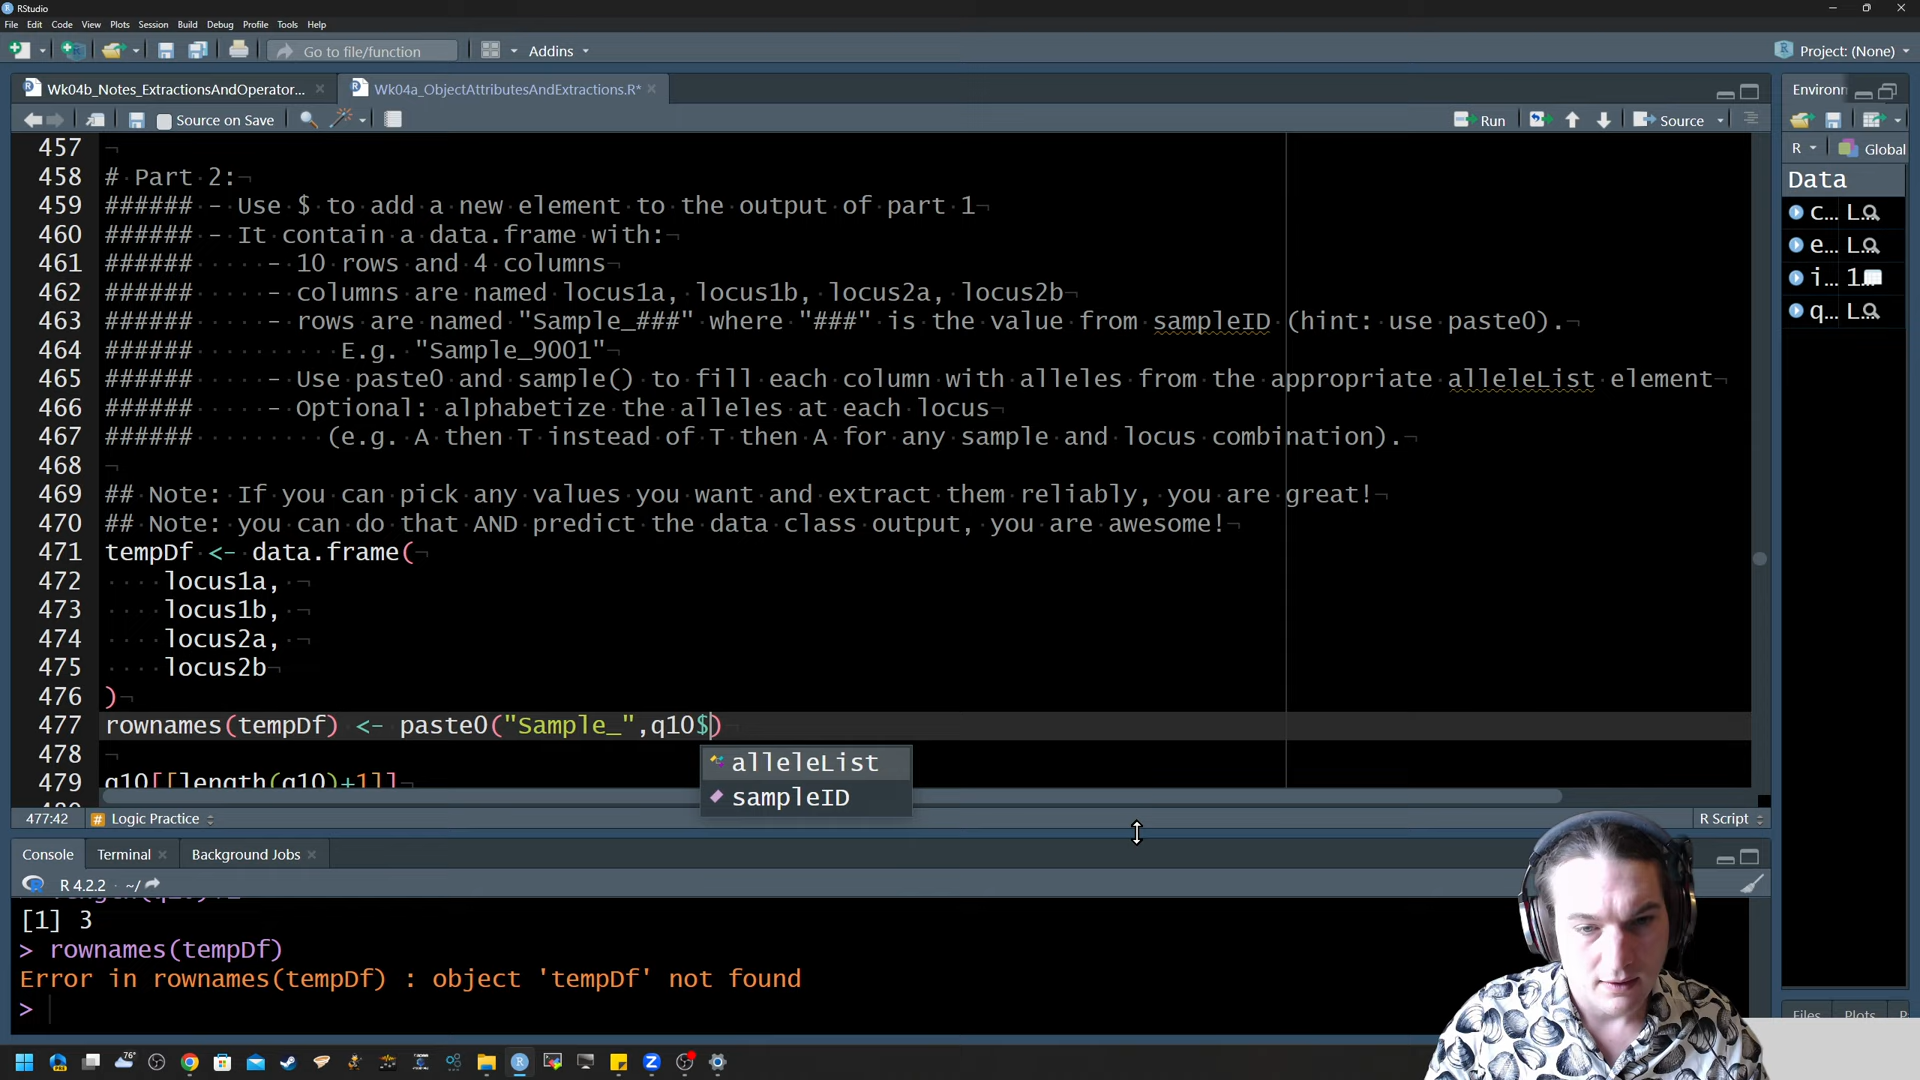 RStudio
File Edit Code View Plots Session Build Debug Profile Tools Help
Go to file/function Addins Project: (None)
Wk04b_Notes_ExtractionsAndOperator... Wk04a_ObjectAttributesAndExtractions.R* Environn
Source on Save Run Source
R Global
Data
c... L...
e... L...
i... 1...
q... L...
457
458 # Part 2:
459 ###### - Use $ to add a new element to the output of part 1
460 ###### - It contain a data.frame with:
461 ###### - 10 rows and 4 columns
462 ###### - columns are named locus1a, locus1b, locus2a, locus2b
463 ###### - rows are named "Sample_###" where "###" is the value from sampleID (hint: use paste0).
464 ###### E.g. "Sample_9001"
465 ###### - Use paste0 and sample() to fill each column with alleles from the appropriate alleleList element
466 ###### - Optional: alphabetize the alleles at each locus
467 ###### (e.g. A then T instead of T then A for any sample and locus combination).
468
469 ## Note: If you can pick any values you want and extract them reliably, you are great!
470 ## Note: you can do that AND predict the data class output, you are awesome!
471 tempDf <- data.frame(
472 locus1a,
473 locus1b,
474 locus2a,
475 locus2b
476 )
477 rownames(tempDf) <- paste0("Sample_",q10$)
478
alleleList
479 q10[[length(q10)+1]]
sampleID
477:42 # Logic Practice R Script
Console Terminal Background Jobs
R 4.2.2 · ~/
[1] 3
> rownames(tempDf)
Error in rownames(tempDf) : object 'tempDf' not found
>
Files Plots
76°